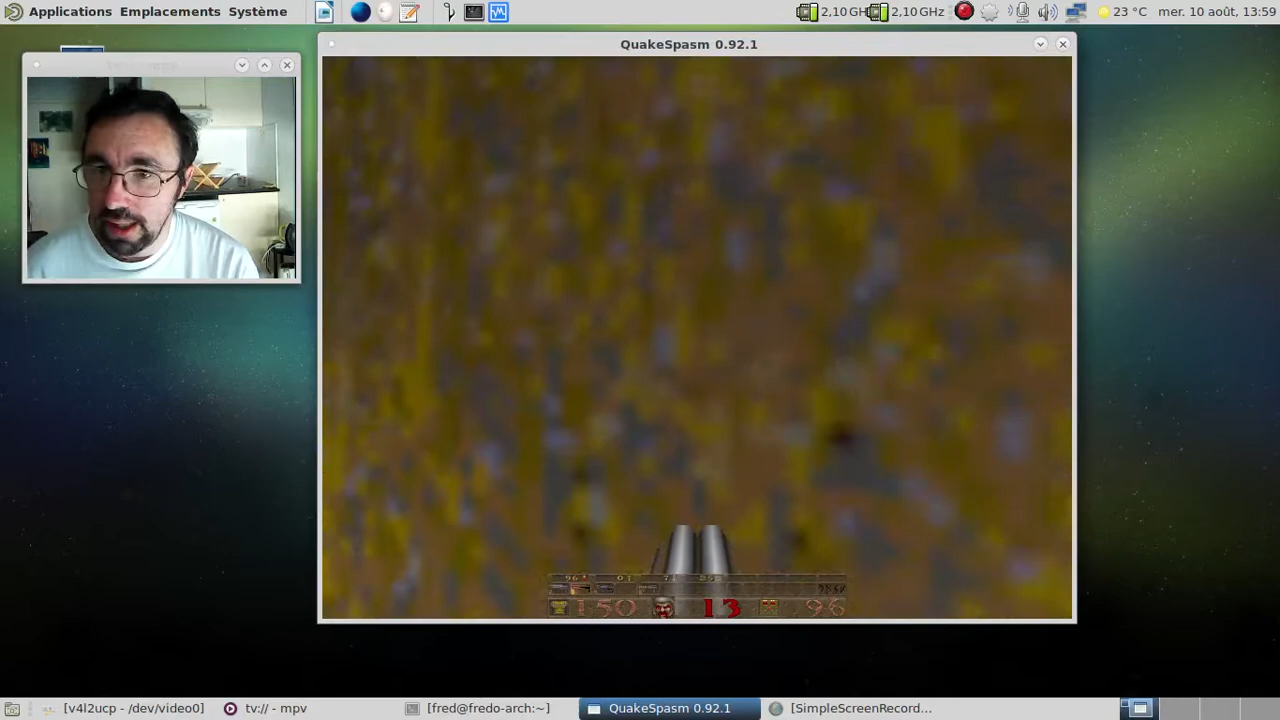 Applications Emplacements Système 2,10 GHz 2,10 GHz 23 °C mer. 10 août, 13:59
QuakeSpasm 0.92.1
150 13 96
[v4l2ucp - /dev/video0] tv:// - mpv [fred@fredo-arch:~] QuakeSpasm 0.92.1 [SimpleScreenRecord...